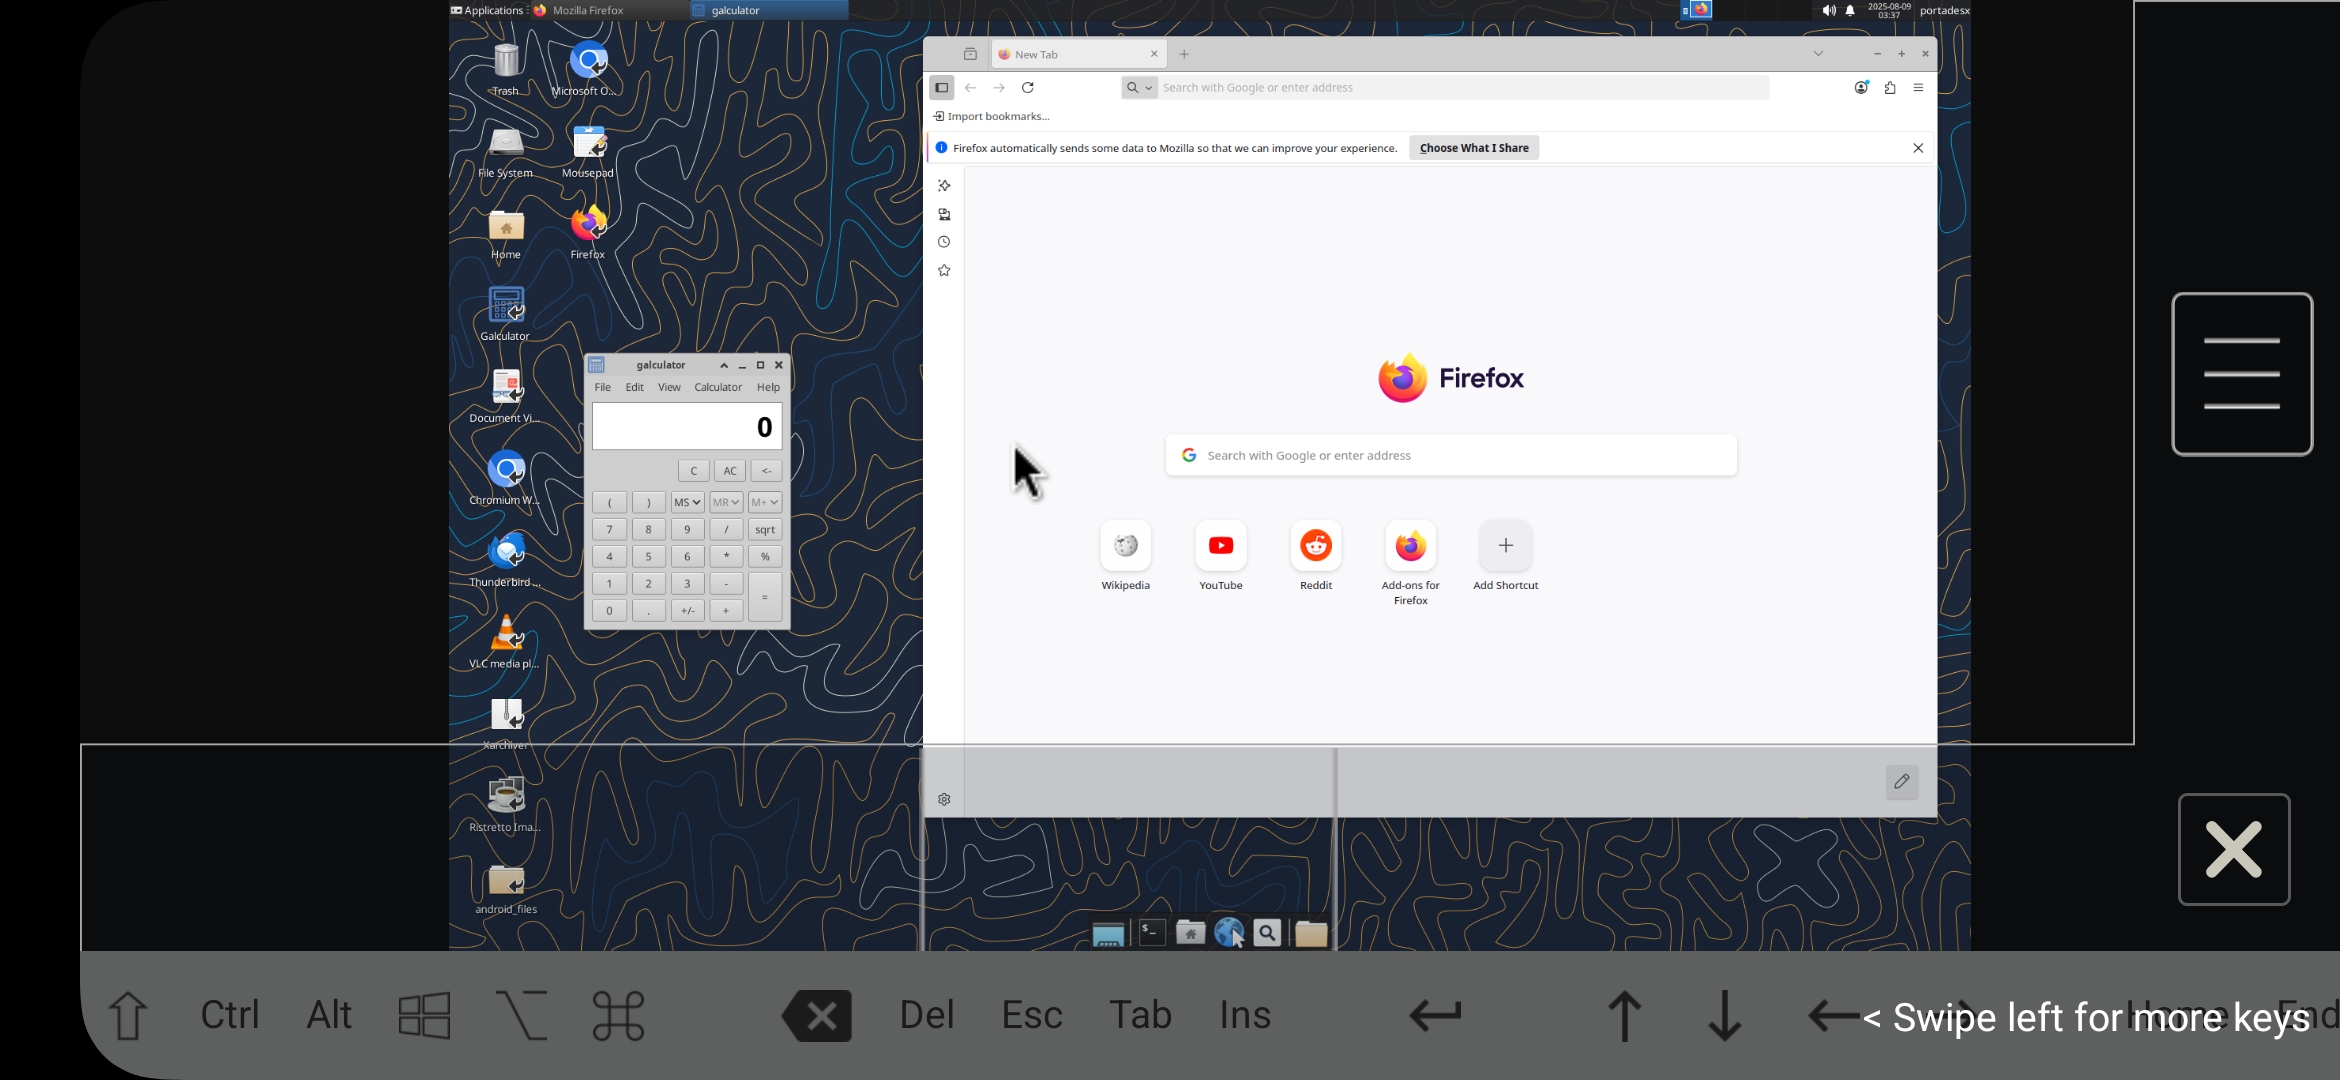 Applications
Mozilla Firefox
galculator
2025-08-09
03:37
portadesx
Trash
Microsoft O...
File System
Mousepad
Home
Firefox
Galculator
Document Vi...
Chromium W...
Thunderbird ...
VLC media pl...
Xarchiver
Ristretto Ima...
android_files
galculator
File Edit View Calculator Help
0
C AC <-
( ) MS MR M+
7 8 9 / sqrt
4 5 6 * %
1 2 3 - =
0 . +/- +
New Tab
Search with Google or enter address
Import bookmarks...
Firefox automatically sends some data to Mozilla so that we can improve your experience.
Choose What I Share
Firefox
Search with Google or enter address
Wikipedia
YouTube
Reddit
Add-ons for
Firefox
Add Shortcut
$_
Ctrl Alt Del Esc Tab Ins Home End
< Swipe left for more keys